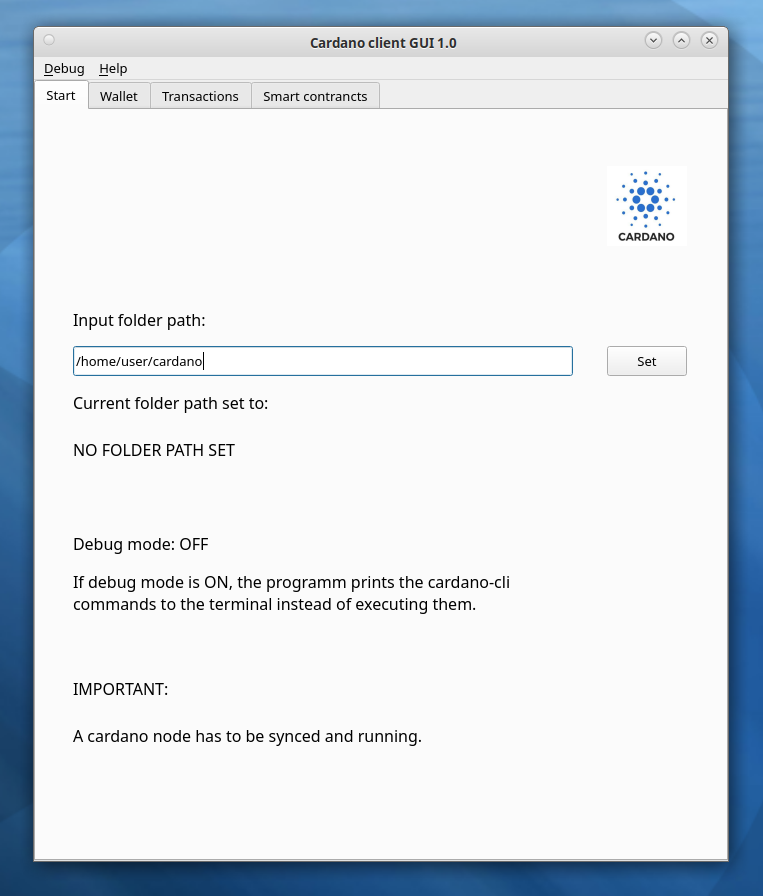 Cardano client GUI 1.0
Debug Help
Start Wallet Transactions Smart contrancts
CARDANO
Input folder path:
/home/user/cardano
Set
Current folder path set to:
NO FOLDER PATH SET
Debug mode: OFF
If debug mode is ON, the programm prints the cardano-cli
commands to the terminal instead of executing them.
IMPORTANT:
A cardano node has to be synced and running.